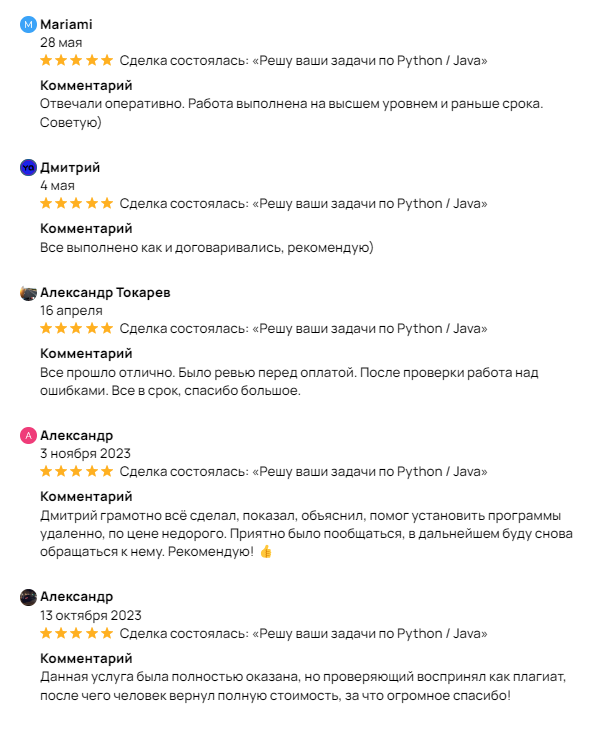 M Mariami
28 мая
Сделка состоялась: «Решу ваши задачи по Python / Java»
Комментарий
Отвечали оперативно. Работа выполнена на высшем уровнем и раньше срока.
Советую)
YO Дмитрий
4 мая
Сделка состоялась: «Решу ваши задачи по Python / Java»
Комментарий
Все выполнено как и договаривались, рекомендую)
Александр Токарев
16 апреля
Сделка состоялась: «Решу ваши задачи по Python / Java»
Комментарий
Все прошло отлично. Было ревью перед оплатой. После проверки работа над
ошибками. Все в срок, спасибо большое.
А Александр
3 ноября 2023
Сделка состоялась: «Решу ваши задачи по Python / Java»
Комментарий
Дмитрий грамотно всё сделал, показал, объяснил, помог установить программы
удаленно, по цене недорого. Приятно было пообщаться, в дальнейшем буду снова
обращаться к нему. Рекомендую! 👍
Александр
13 октября 2023
Сделка состоялась: «Решу ваши задачи по Python / Java»
Комментарий
Данная услуга была полностью оказана, но проверяющий воспринял как плагиат,
после чего человек вернул полную стоимость, за что огромное спасибо!